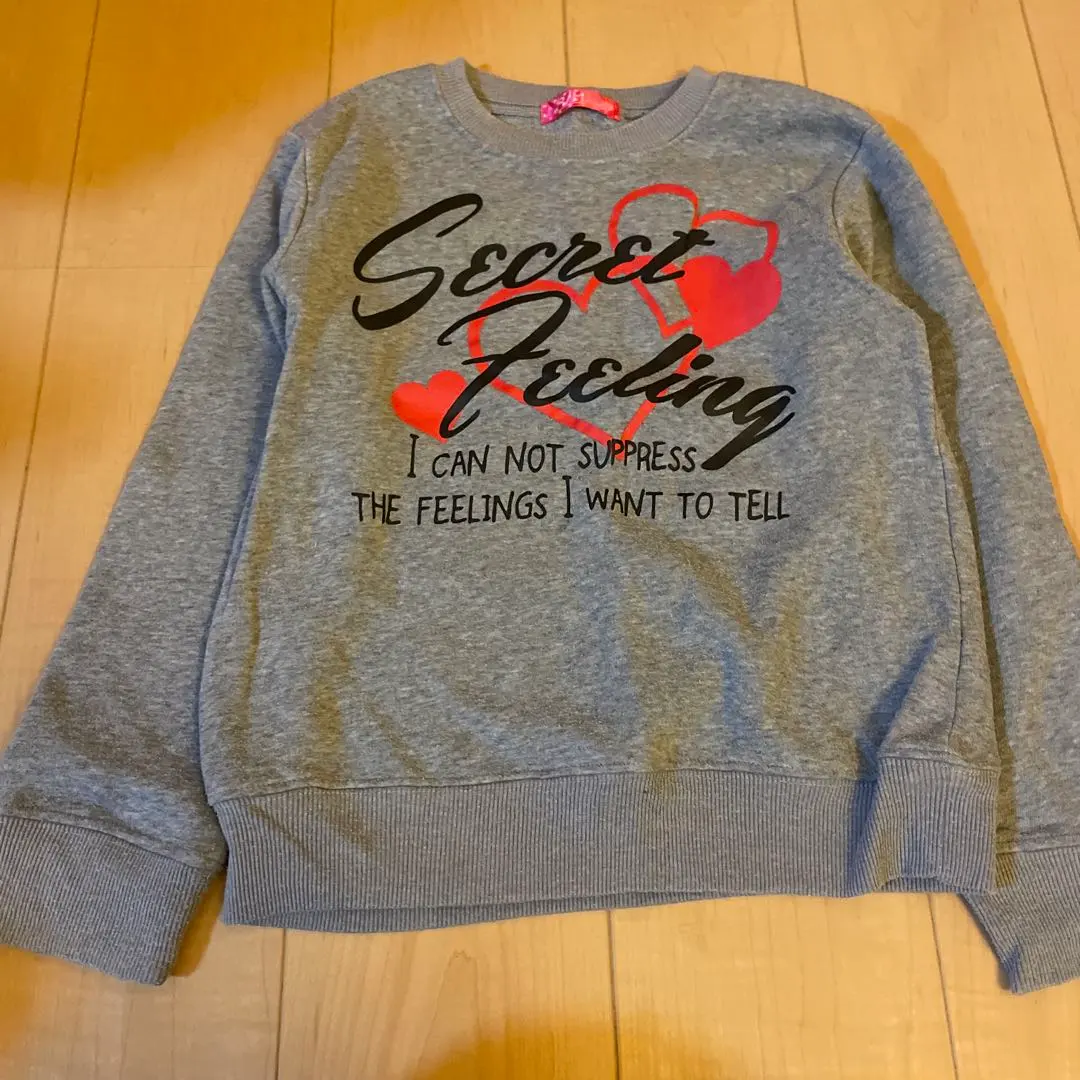 Secret
Feeling
I CAN NOT SUPPRESS
THE FEELINGS I WANT TO TELL